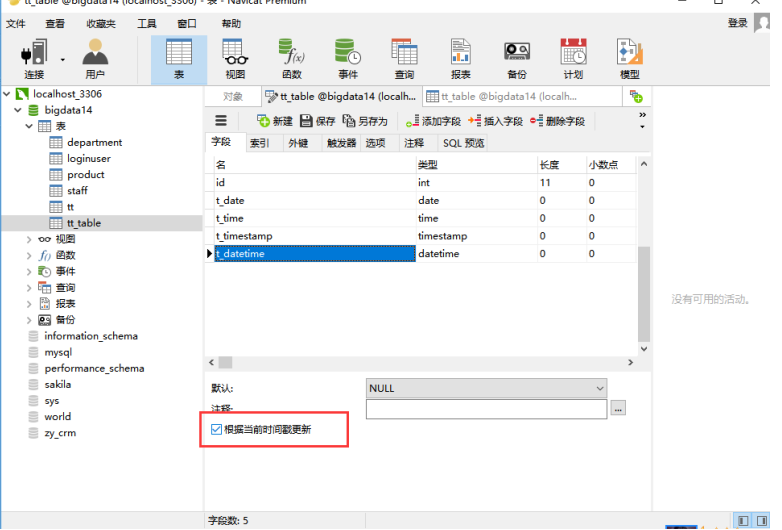 tt_table @bigdata14 (localhost_3306) - 表 - Navicat Premium
文件 查看 收藏夹 工具 窗口 帮助 登录
连接 用户 表 视图 函数 事件 查询 报表 备份 计划 模型
localhost_3306
bigdata14
表
department
loginuser
product
staff
tt
tt_table
视图
函数
事件
查询
报表
备份
information_schema
mysql
performance_schema
sakila
sys
world
zy_crm
对象 tt_table @bigdata14 (localh... tt_table @bigdata14 (localh...
新建 保存 另存为 添加字段 插入字段 删除字段
字段 索引 外键 触发器 选项 注释 SQL 预览
名 类型 长度 小数点
id int 11 0
t_date date 0 0
t_time time 0 0
t_timestamp timestamp 0 0
t_datetime datetime 0 0
默认: NULL
注释: ...
根据当前时间戳更新
没有可用的活动。
字段数: 5